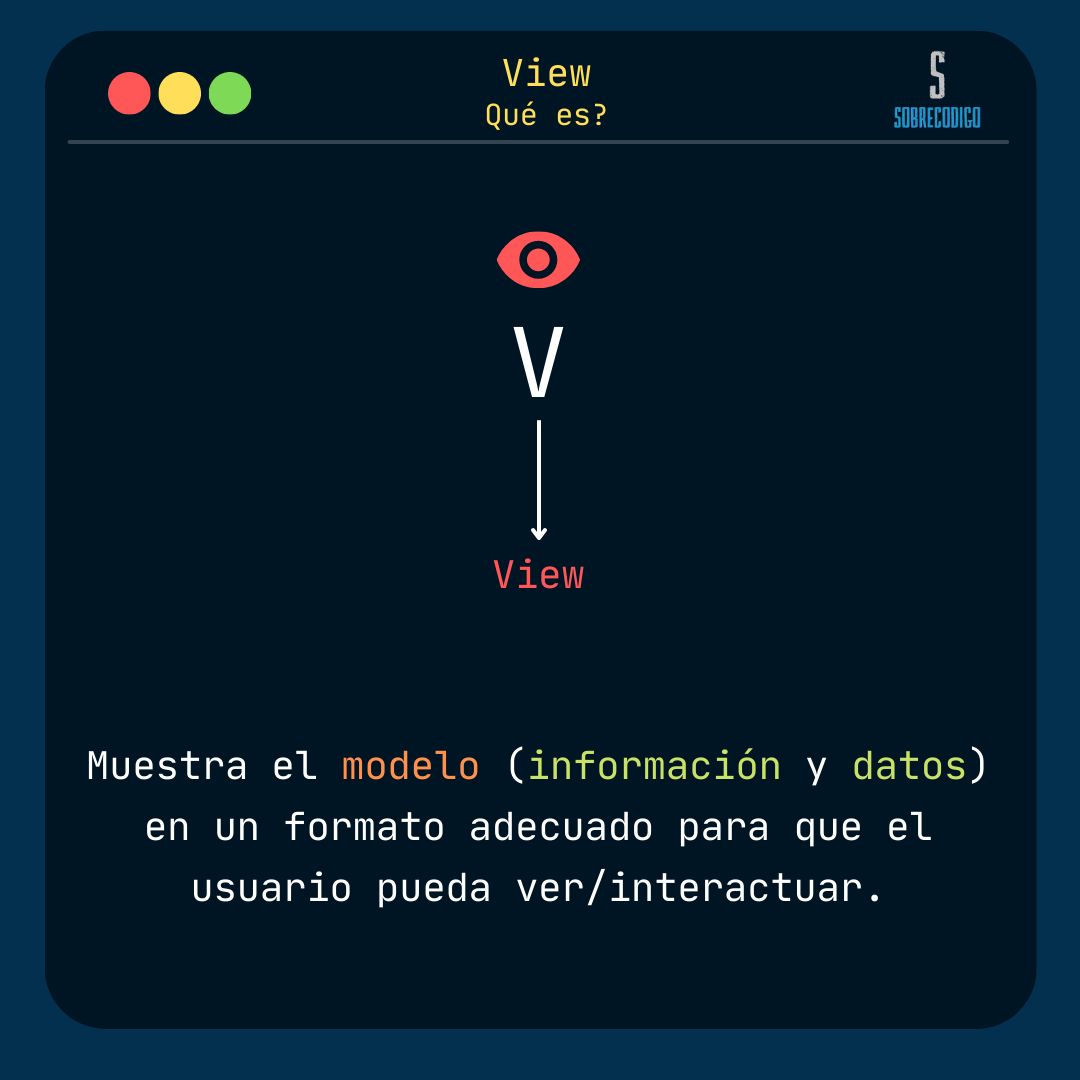 View
Qué es?
S
SOBRECODIGO
V
View
Muestra el modelo (información y datos)
en un formato adecuado para que el
usuario pueda ver/interactuar.